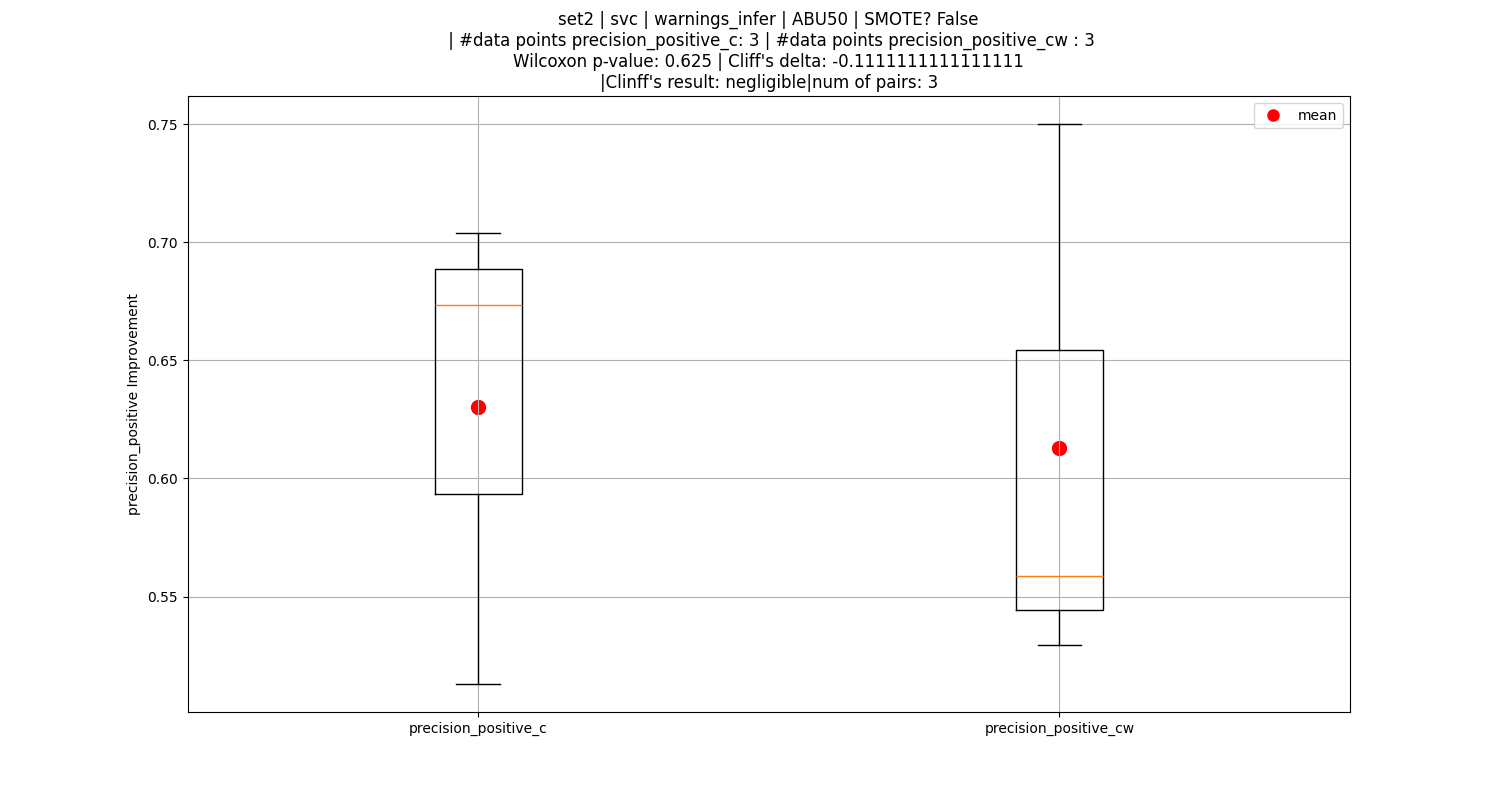 set2 | svc | warnings_infer | ABU50 | SMOTE? False
| #data points precision_positive_c: 3 | #data points precision_positive_cw : 3
Wilcoxon p-value: 0.625 | Cliff's delta: -0.1111111111111111
|Clinff's result: negligible|num of pairs: 3
mean
0.75
0.70
0.65
0.60
0.55
precision_positive Improvement
precision_positive_c
precision_positive_cw